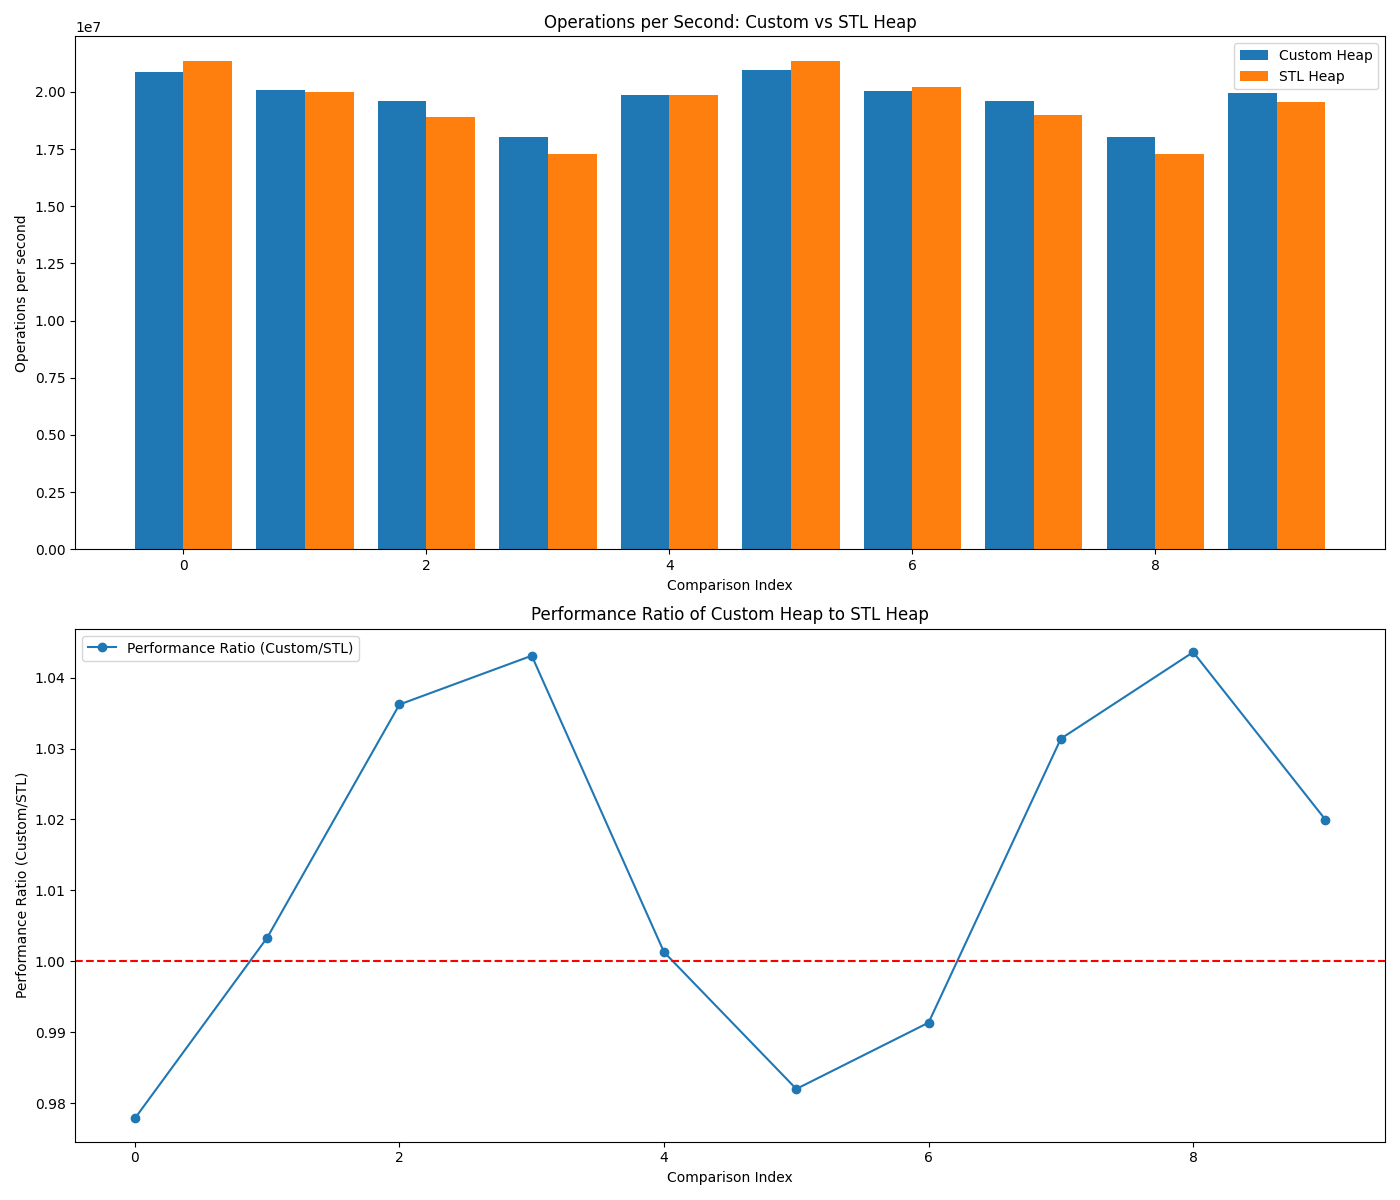 Operations per Second: Custom vs STL Heap
1e7
Custom Heap
STL Heap
2.00
1.75
1.50
1.25
1.00
0.75
0.50
0.25
0.00
Operations per second
0 2 4 6 8
Comparison Index
Performance Ratio of Custom Heap to STL Heap
Performance Ratio (Custom/STL)
1.04
1.03
1.02
1.01
1.00
0.99
0.98
Performance Ratio (Custom/STL)
0 2 4 6 8
Comparison Index